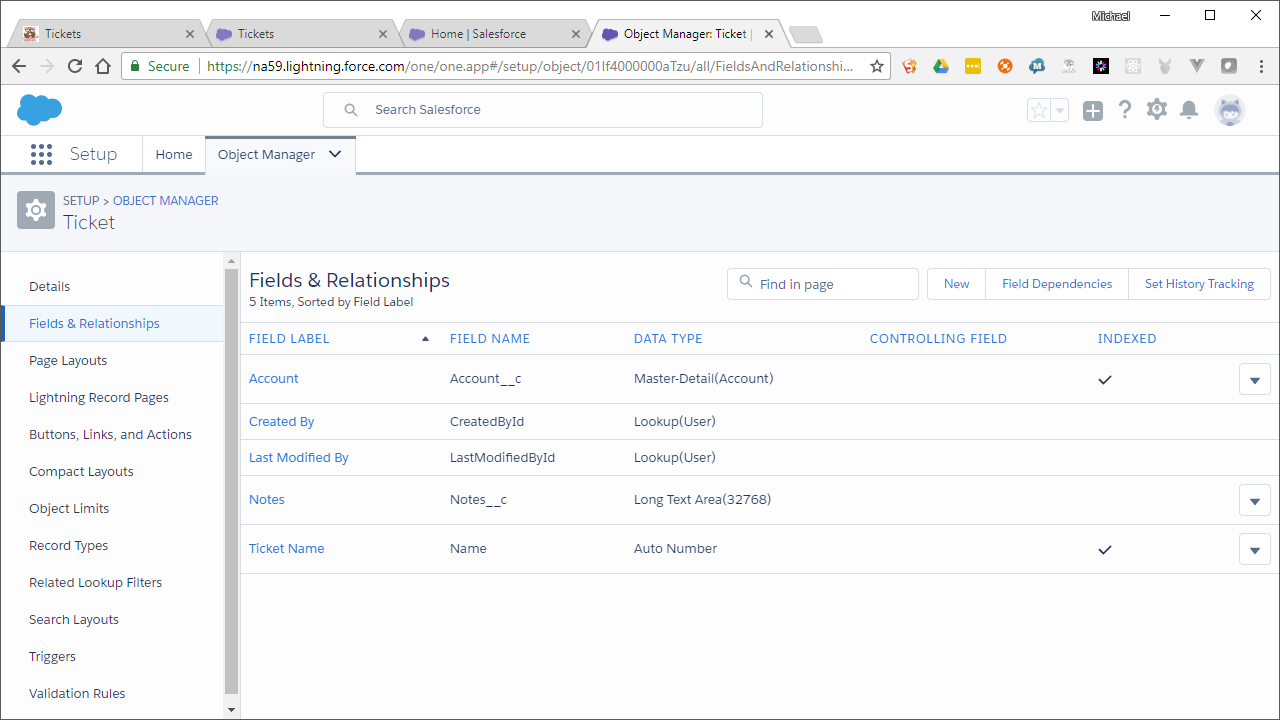 Michael
Tickets
Tickets
Home | Salesforce
Object Manager: Ticket |
Secure
https://na59.lightning.force.com/one/one.app#/setup/object/01If4000000aTzu/all/FieldsAndRelationshi...
Search Salesforce
Setup
Home
Object Manager
SETUP > OBJECT MANAGER
Ticket
Details
Fields & Relationships
Page Layouts
Lightning Record Pages
Buttons, Links, and Actions
Compact Layouts
Object Limits
Record Types
Related Lookup Filters
Search Layouts
Triggers
Validation Rules
Fields & Relationships
5 Items, Sorted by Field Label
Find in page
New
Field Dependencies
Set History Tracking
FIELD LABEL FIELD NAME DATA TYPE CONTROLLING FIELD INDEXED
Account Account__c Master-Detail(Account)
Created By CreatedById Lookup(User)
Last Modified By LastModifiedById Lookup(User)
Notes Notes__c Long Text Area(32768)
Ticket Name Name Auto Number